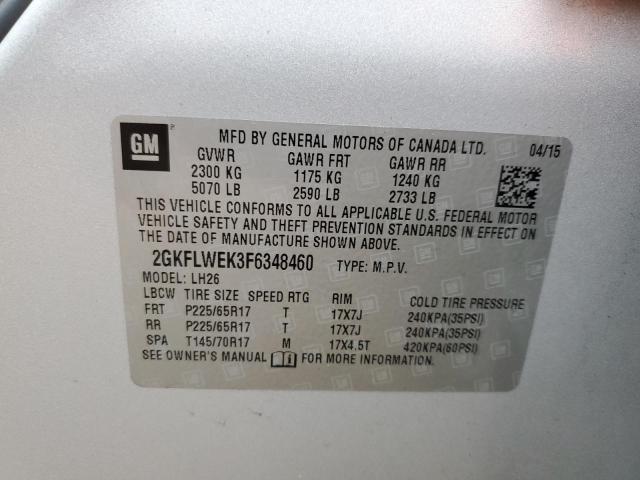 GM
MFD BY GENERAL MOTORS OF CANADA LTD. 04/15
GVWR GAWR FRT GAWR RR
2300 KG 1175 KG 1240 KG
5070 LB 2590 LB 2733 LB
THIS VEHICLE CONFORMS TO ALL APPLICABLE U.S. FEDERAL MOTOR
VEHICLE SAFETY AND THEFT PREVENTION STANDARDS IN EFFECT ON
THE DATE OF MANUFACTURE SHOWN ABOVE.
2GKFLWEK3F6348460 TYPE: M.P.V.
MODEL: LH26
LBCW TIRE SIZE SPEED RTG RIM COLD TIRE PRESSURE
FRT P225/65R17 T 17X7J 240KPA(35PSI)
RR P225/65R17 T 17X7J 240KPA(35PSI)
SPA T145/70R17 M 17X4.5T 420KPA(60PSI)
SEE OWNER'S MANUAL FOR MORE INFORMATION.